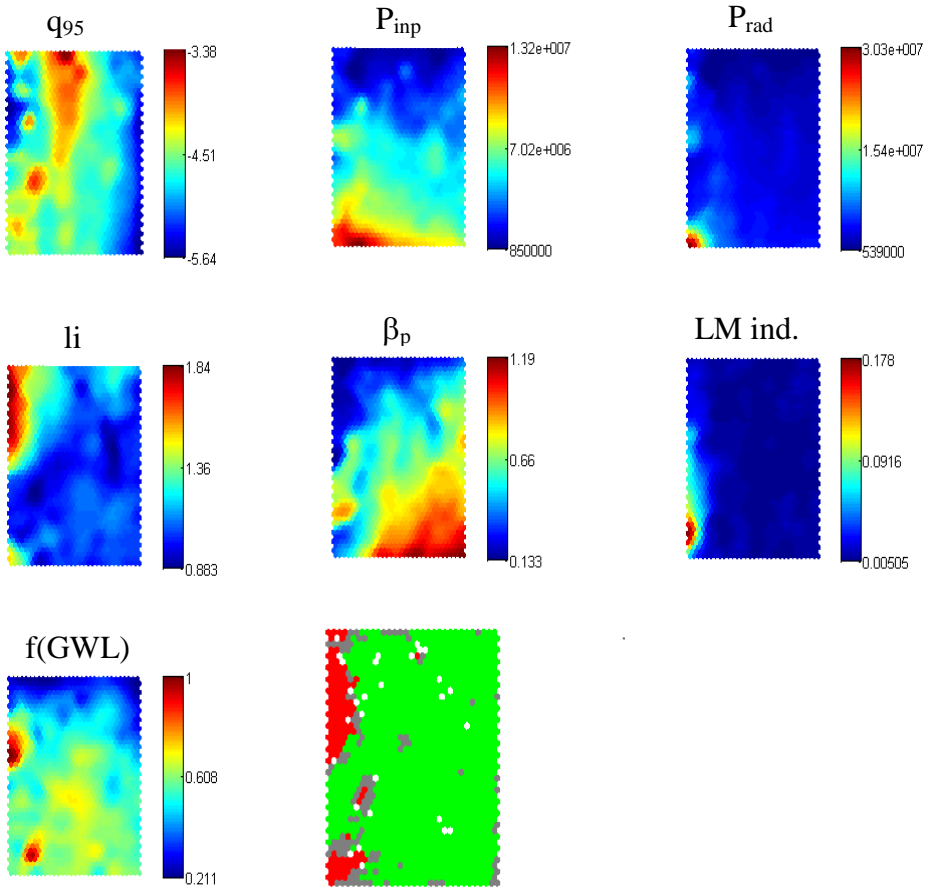 q95
Pinp
Prad
-3.38
-4.51
-5.64
1.32e+007
7.02e+006
850000
3.03e+007
1.54e+007
539000
li
βp
LM ind.
1.84
1.36
0.883
1.19
0.66
0.133
0.178
0.0916
0.00505
f(GWL)
1
0.608
0.211